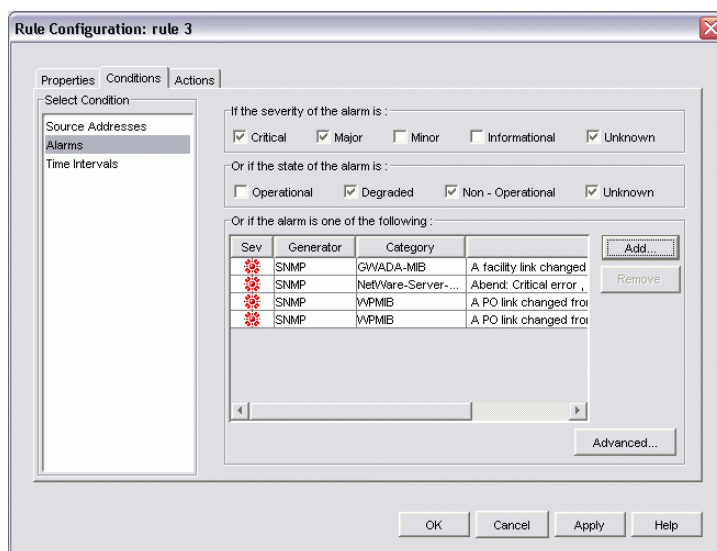 Rule Configuration: rule 3
Properties Conditions Actions
Select Condition
Source Addresses
Alarms
Time Intervals
If the severity of the alarm is :
Critical Major Minor Informational Unknown
Or if the state of the alarm is :
Operational Degraded Non - Operational Unknown
Or if the alarm is one of the following :
Sev Generator Category
SNMP GWADA-MIB A facility link changed
SNMP NetWare-Server-... Abend: Critical error ,
SNMP WPMIB A PO link changed from
SNMP WPMIB A PO link changed from
Add...
Remove
Advanced...
OK Cancel Apply Help